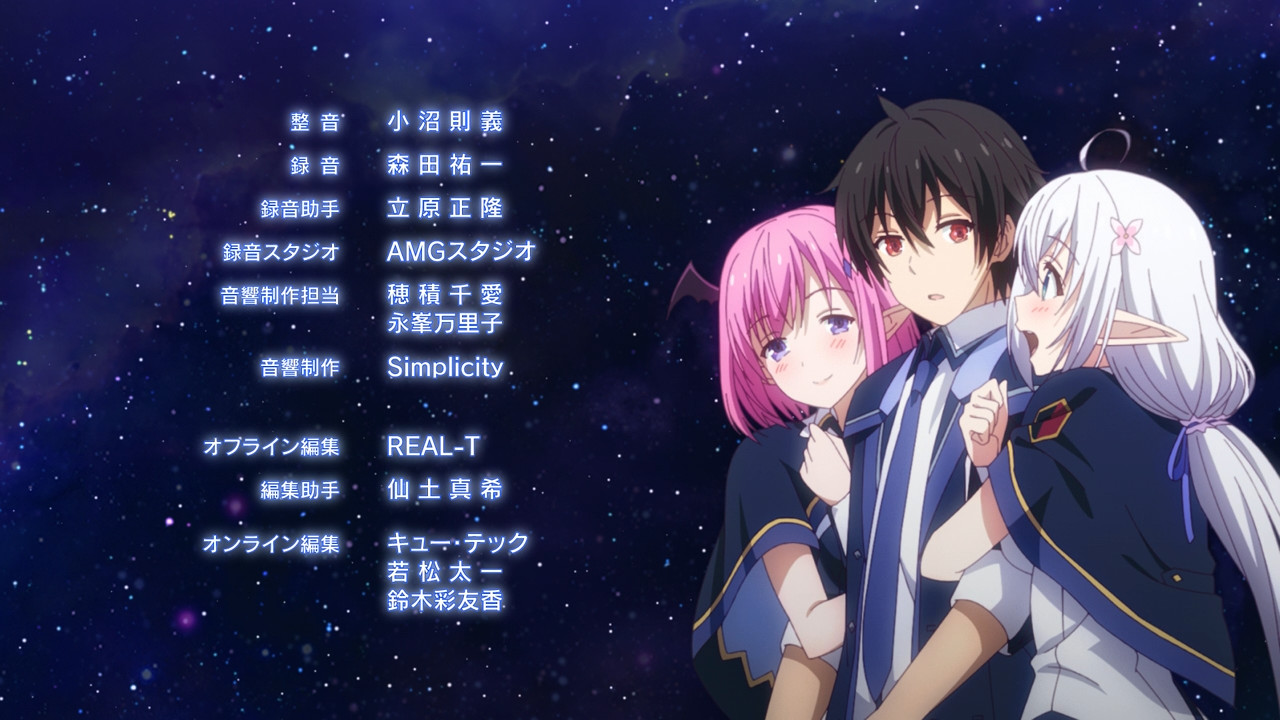 整音 小沼則義
録音 森田祐一
録音助手 立原正隆
録音スタジオ AMGスタジオ
音響制作担当 穂積千愛
永峯万里子
音響制作 Simplicity
オフライン編集 REAL-T
編集助手 仙土真希
オンライン編集 キュー・テック
若松太一
鈴木彩友香